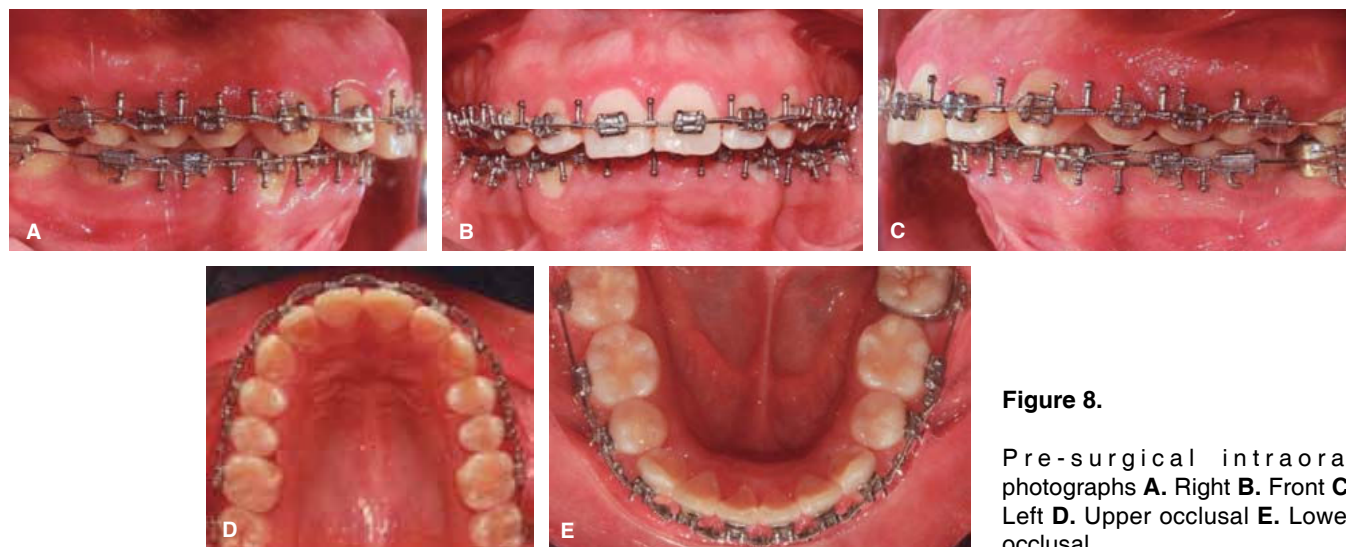 A
B
C
D
E
Figure 8.
Pre-surgical intraora
photographs A. Right B. Front C
Left D. Upper occlusal E. Lowe
occlusal